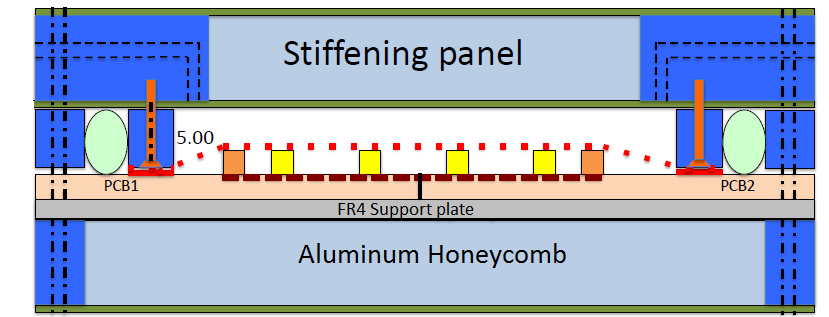 Stiffening panel
5.00
PCB1
PCB2
FR4 Support plate
Aluminum Honeycomb